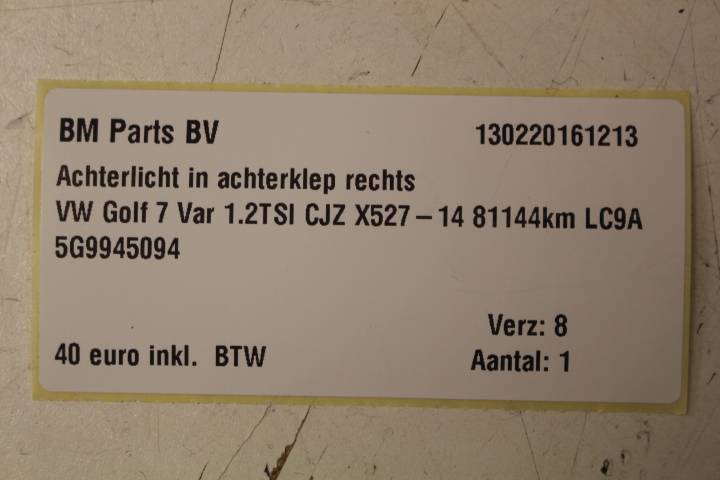 BM Parts BV 130220161213
Achterlicht in achterklep rechts
VW Golf 7 Var 1.2TSI CJZ X527-14 81144km LC9A
5G9945094
Verz: 8
40 euro inkl. BTW Aantal: 1